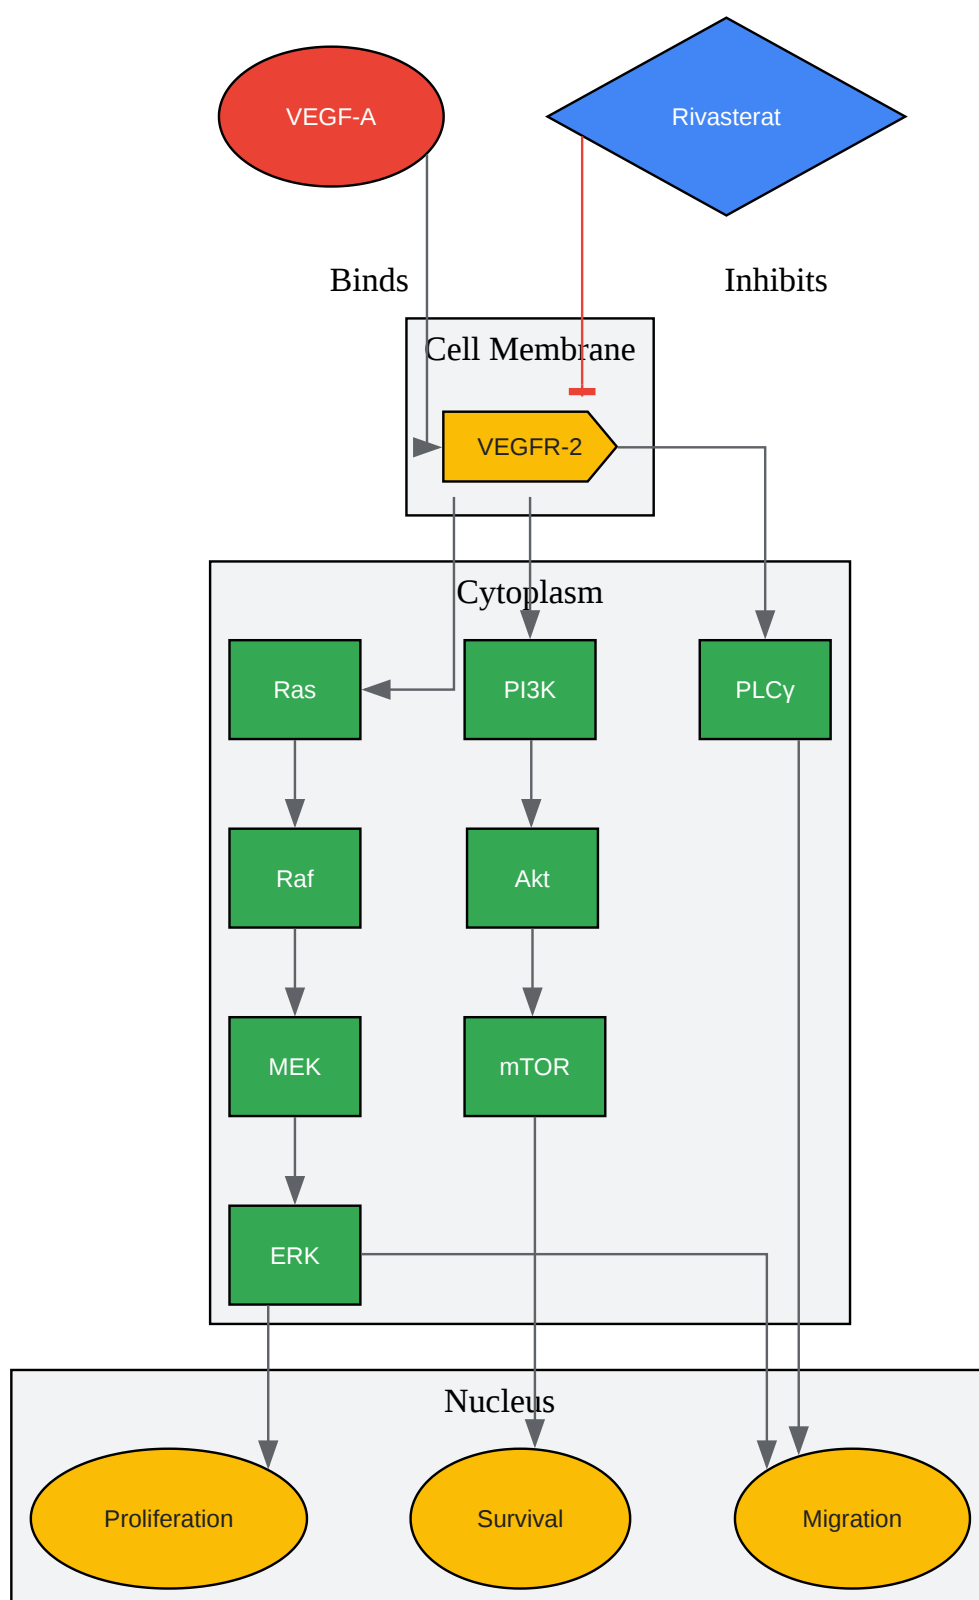 VEGF-A
Rivasterat
Binds
Inhibits
Cell Membrane
VEGFR-2
Cytoplasm
Ras
PI3K
PLCγ
Raf
Akt
MEK
mTOR
ERK
Nucleus
Proliferation
Survival
Migration